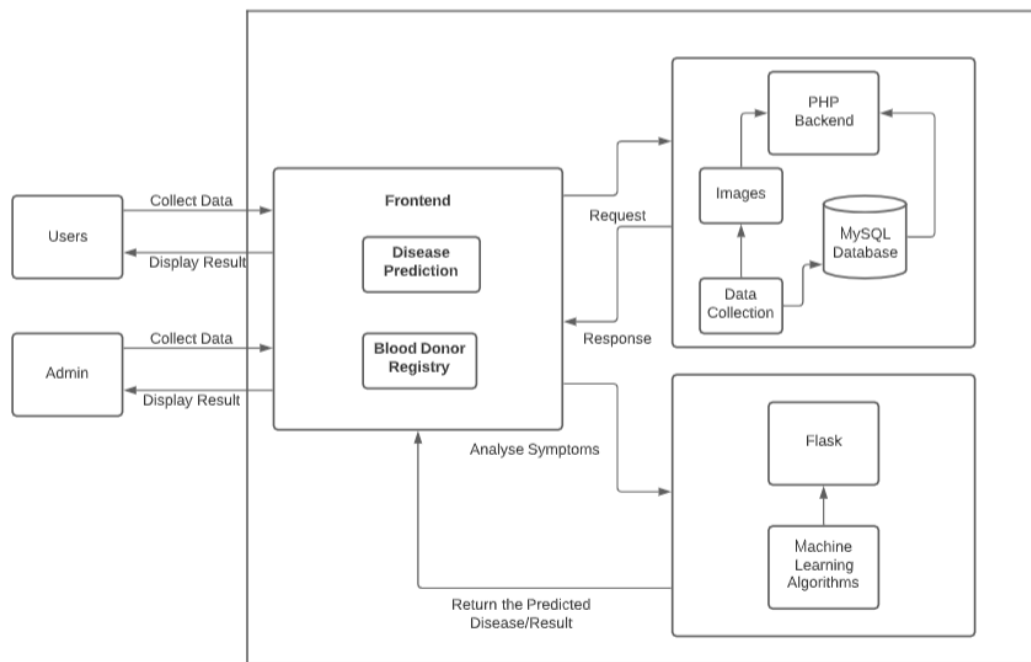 PHP
Backend
Images
MySQL
Database
Data
Collection
Collect Data
Users
Display Result
Frontend
Disease
Prediction
Blood Donor
Registry
Request
Response
Collect Data
Admin
Display Result
Analyse Symptoms
Flask
Machine
Learning
Algorithms
Return the Predicted
Disease/Result